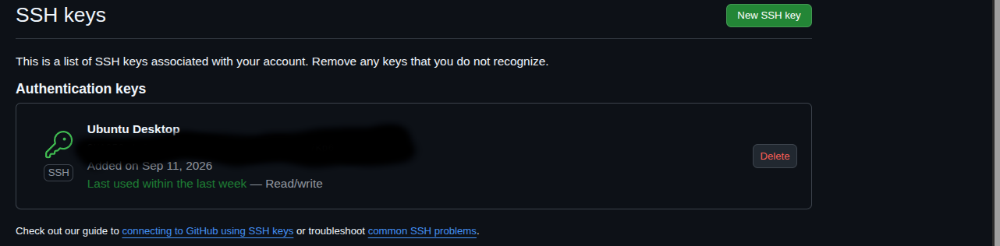 SSH keys
New SSH key
This is a list of SSH keys associated with your account. Remove any keys that you do not recognize.
Authentication keys
Ubuntu Desktop
Added on Sep 11, 2026
SSH
Last used within the last week — Read/write
Delete
Check out our guide to connecting to GitHub using SSH keys or troubleshoot common SSH problems.